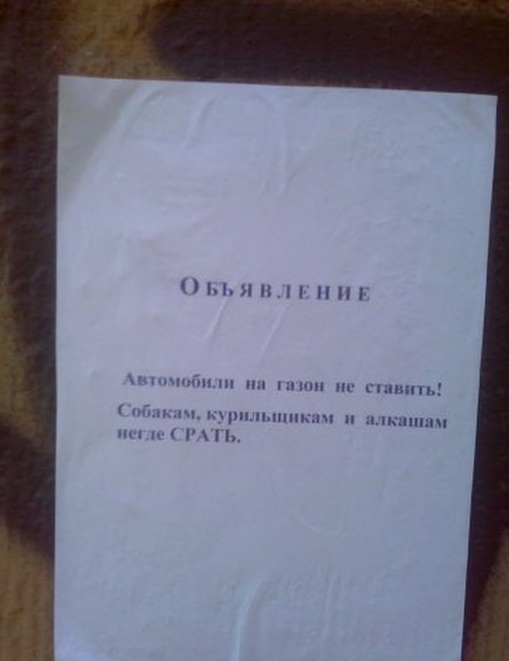 Объявление
Автомобили на газон не ставить!
Собакам, курильщикам и алкашам
негде СРАТЬ.